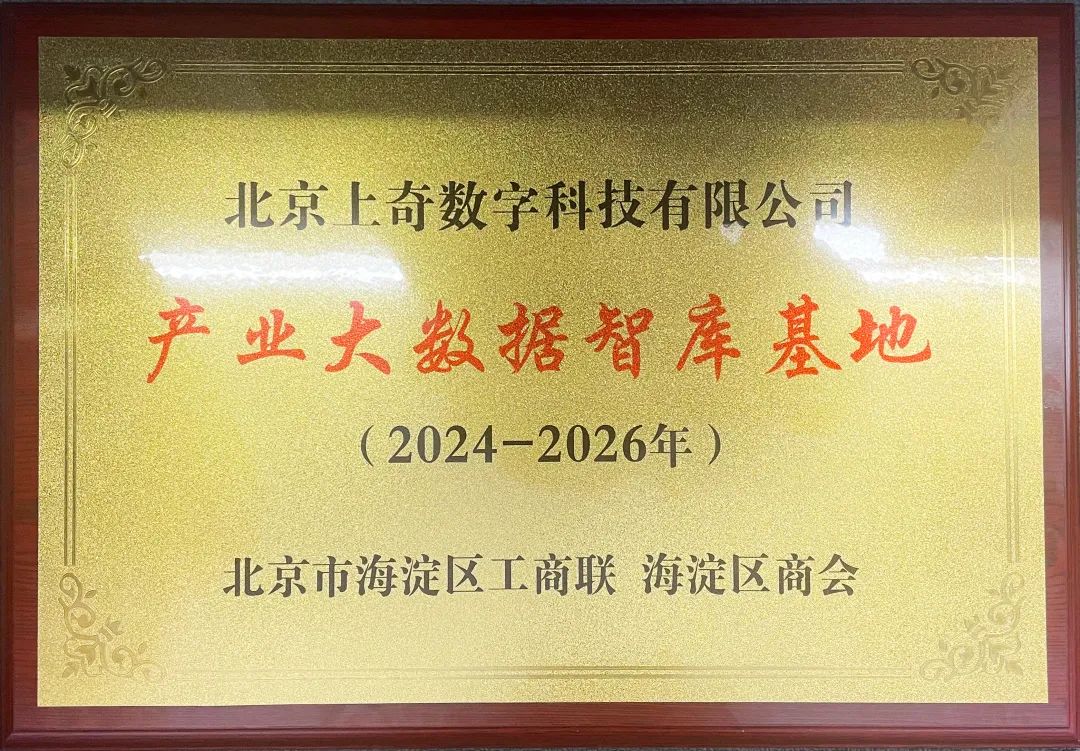 北京上奇数字科技有限公司
产业大数据智库基地
（2024-2026年）
北京市海淀区工商联 海淀区商会